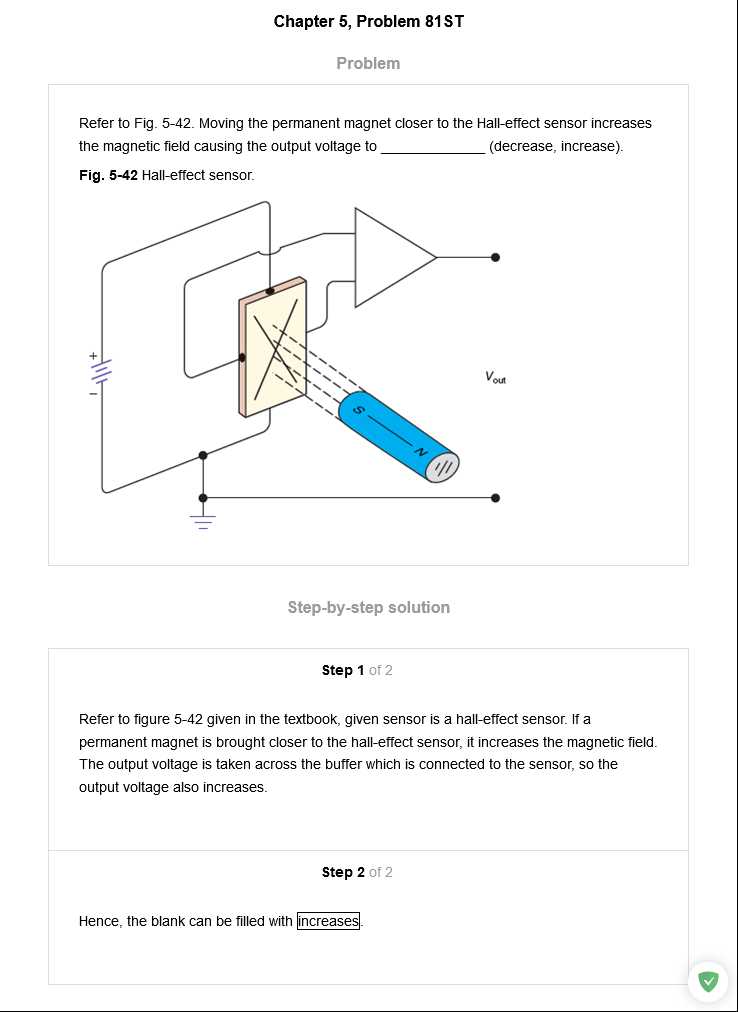 Chapter 5, Problem 81ST
Problem
Refer to Fig. 5-42. Moving the permanent magnet closer to the Hall-effect sensor increases
the magnetic field causing the output voltage to _____________ (decrease, increase).
Fig. 5-42 Hall-effect sensor.
+
−
S
N
Vout
Step-by-step solution
Step 1 of 2
Refer to figure 5-42 given in the textbook, given sensor is a hall-effect sensor. If a
permanent magnet is brought closer to the hall-effect sensor, it increases the magnetic field.
The output voltage is taken across the buffer which is connected to the sensor, so the
output voltage also increases.
Step 2 of 2
Hence, the blank can be filled with increases.